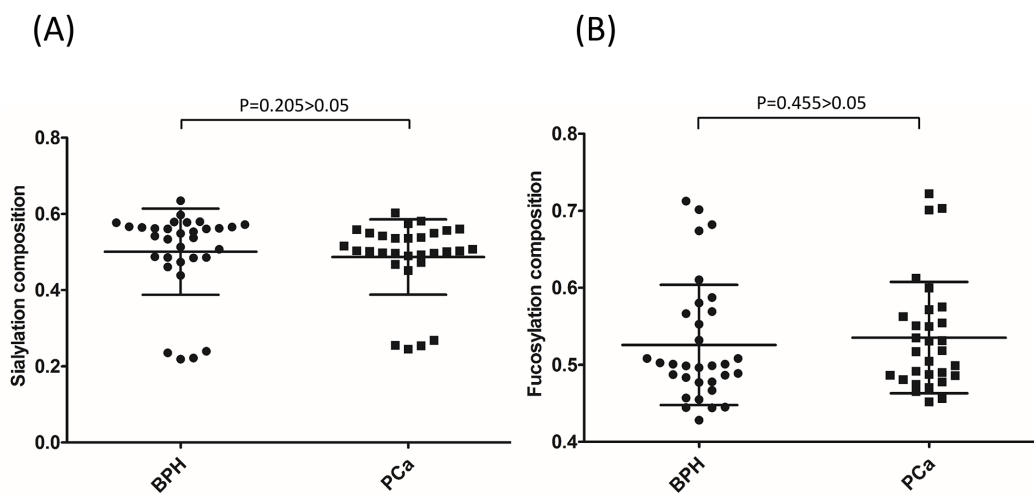 (A)
P=0.205>0.05
Sialylation composition
0.8
0.6
0.4
0.2
0.0
BPH
PCa
(B)
P=0.455>0.05
Fucosylation composition
0.8
0.7
0.6
0.5
0.4
BPH
PCa